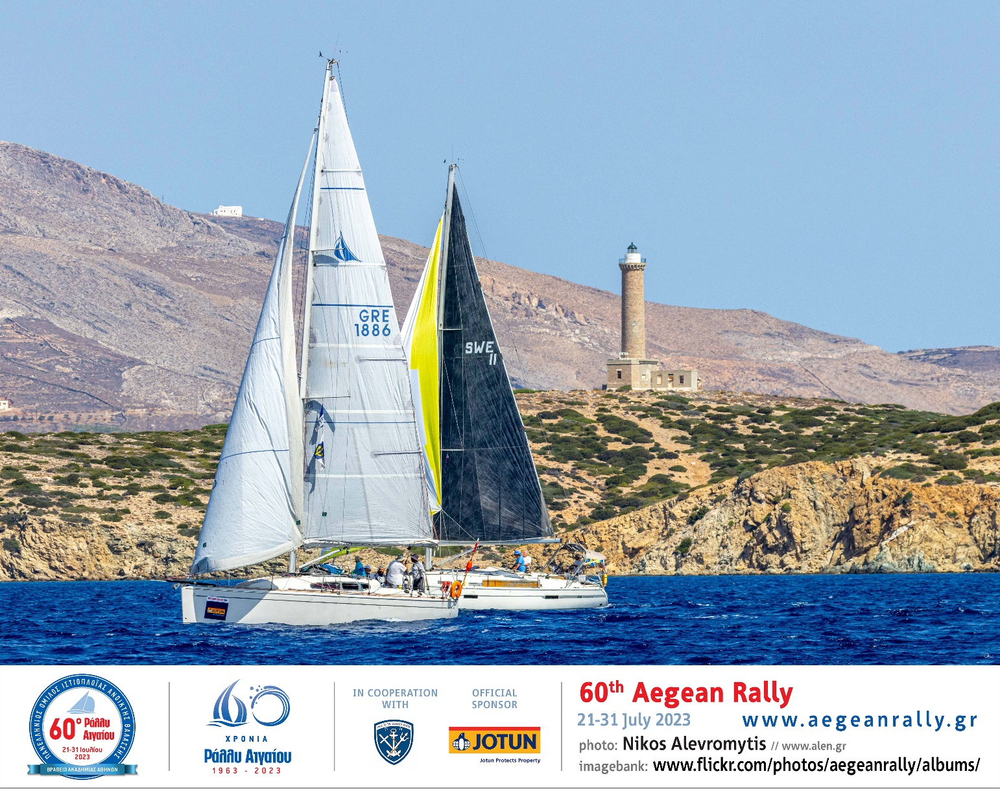 GRE
1886
SWE
11
JOTUN
ΠΑΝΕΛΛΗΝΙΟΣ ΟΜΙΛΟΣ ΙΣΤΙΟΠΛΟΪΑΣ ΑΝΟΙΚΤΗΣ ΘΑΛΑΣΣΗΣ
60° Ράλλυ
Αιγαίου
21-31 Ιουλίου
2023
ΒΡΑΒΕΙΟ ΑΚΑΔΗΜΙΑΣ ΑΘΗΝΩΝ
60
ΧΡΟΝΙΑ
Ράλλυ Αιγαίου
1963 - 2023
IN COOPERATION
WITH
OFFICIAL
SPONSOR
JOTUN
Jotun Protects Property
60th Aegean Rally
21-31 July 2023
www.aegeanrally.gr
photo: Nikos Alevromytis // www.alen.gr
imagebank: www.flickr.com/photos/aegeanrally/albums/